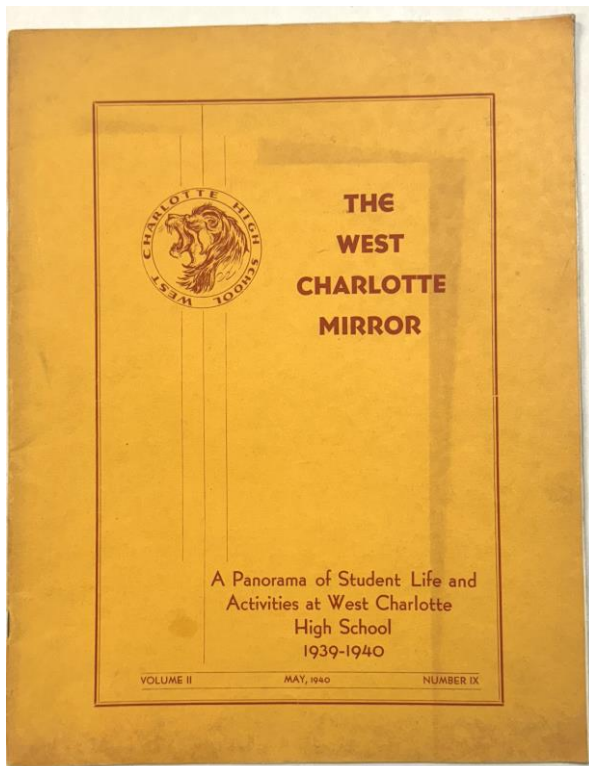 WEST CHARLOTTE HIGH SCHOOL
THE
WEST
CHARLOTTE
MIRROR
A Panorama of Student Life and
Activities at West Charlotte
High School
1939-1940
VOLUME II MAY, 1940 NUMBER IX